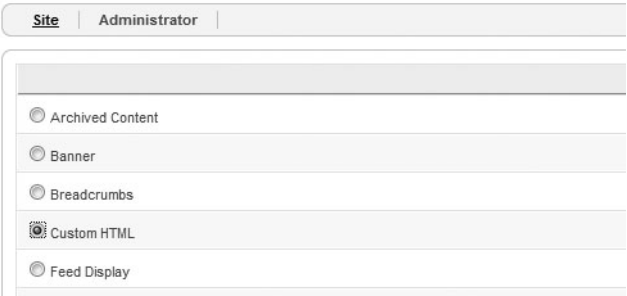 Site Administrator
Archived Content
Banner
Breadcrumbs
Custom HTML
Feed Display